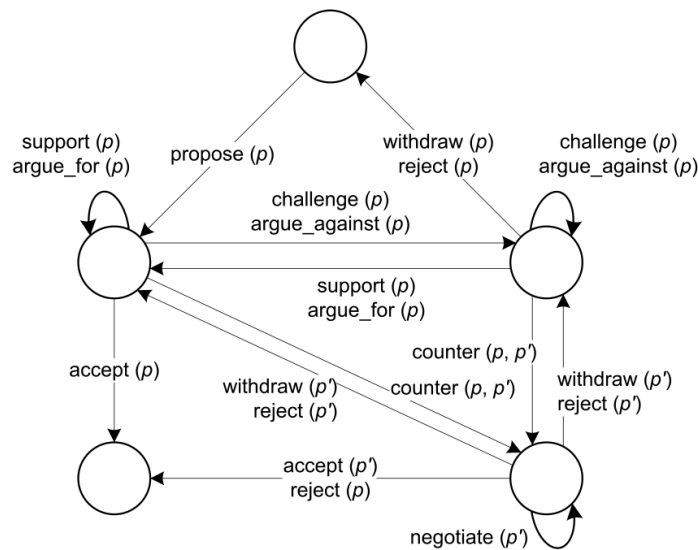 support (p)
argue_for (p)
propose (p)
withdraw (p)
reject (p)
challenge (p)
argue_against (p)
challenge (p)
argue_against (p)
support (p)
argue_for (p)
accept (p)
counter (p, p')
withdraw (p')
reject (p')
counter (p, p')
withdraw (p')
reject (p')
accept (p')
reject (p)
negotiate (p')